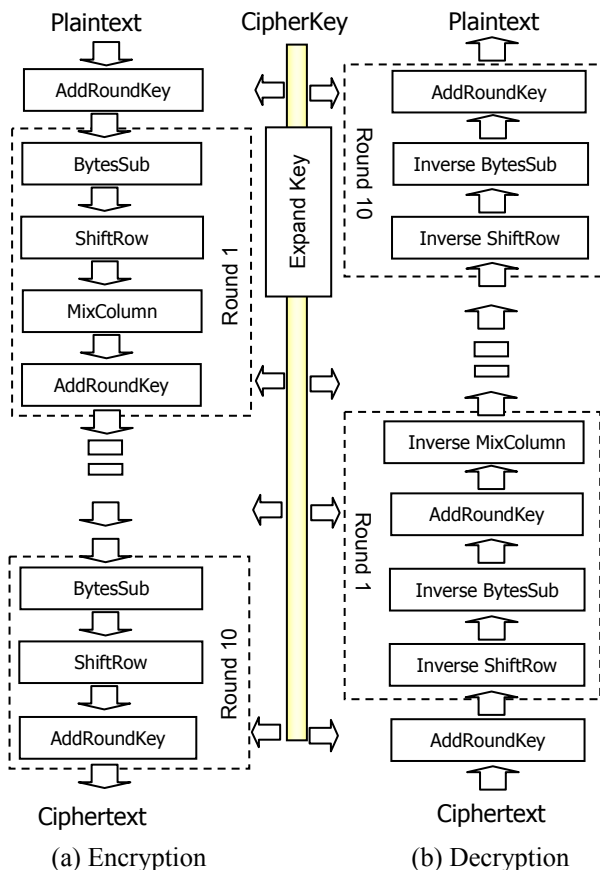 Plaintext
AddRoundKey
BytesSub
ShiftRow
MixColumn
AddRoundKey
Round 1
BytesSub
ShiftRow
AddRoundKey
Round 10
Ciphertext
(a) Encryption
CipherKey
Expand Key
Plaintext
AddRoundKey
Inverse BytesSub
Inverse ShiftRow
Round 10
Inverse MixColumn
AddRoundKey
Inverse BytesSub
Inverse ShiftRow
Round 1
AddRoundKey
Ciphertext
(b) Decryption